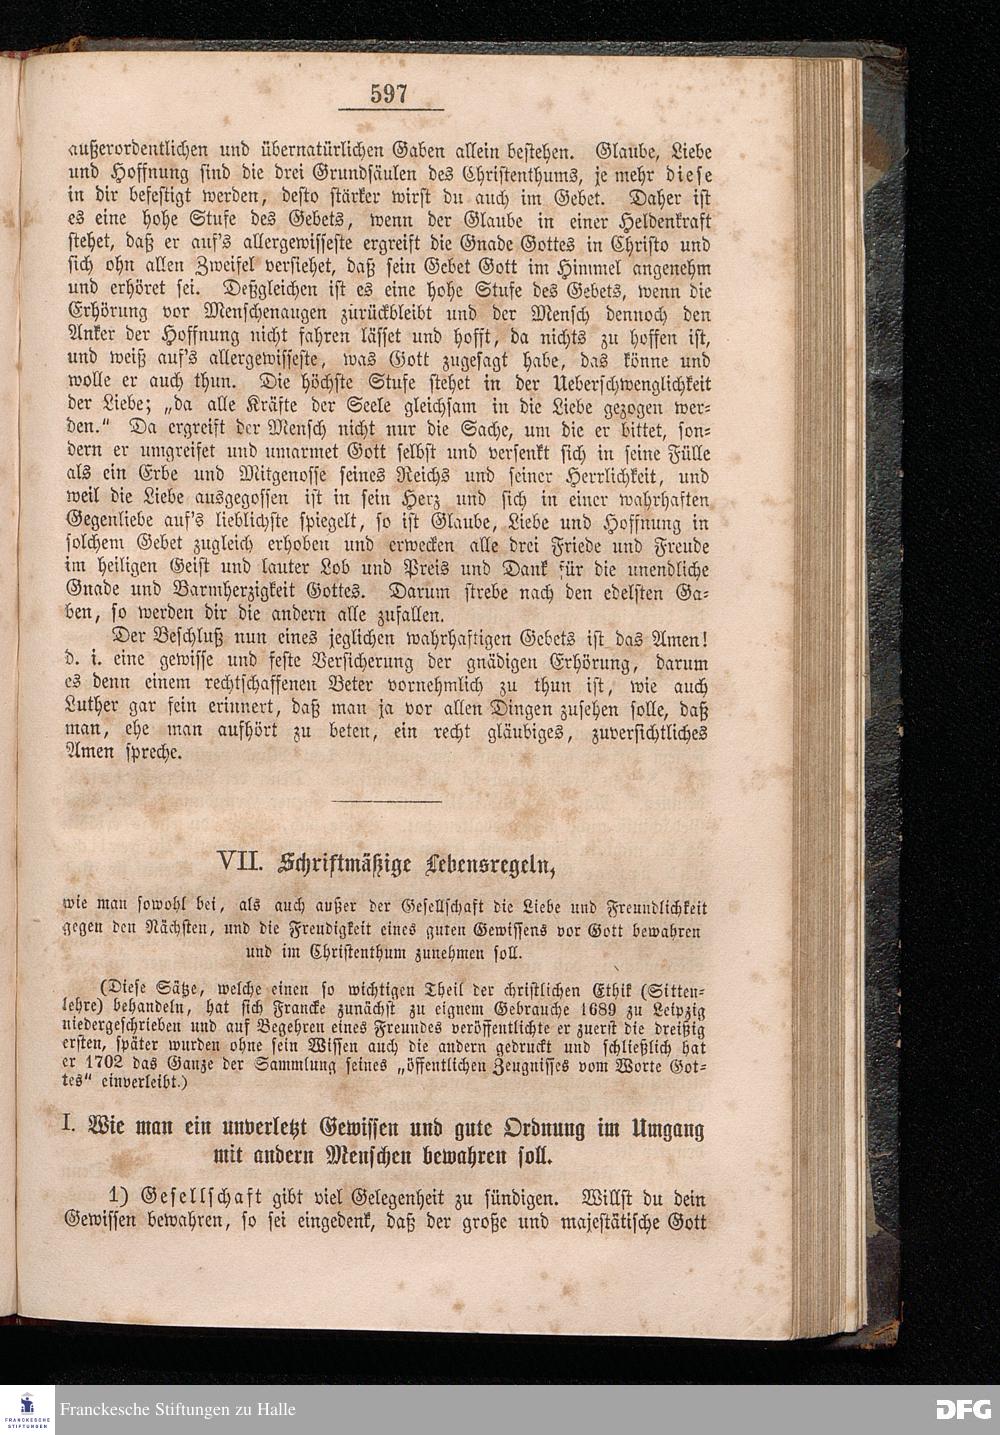 597
außerordentlichen und übernatürlichen Gaben allein bestehen. Glaube, Liebe
und Hoffnung sind die drei Grundsäulen des Christenthums, je mehr diese
in dir befestigt werden, desto stärker wirst du auch im Gebet. Daher ist
es eine hohe Stufe des Gebets, wenn der Glaube in einer Heldenkraft
stehet, daß er auf's allergewisseste ergreift die Gnade Gottes in Christo und
sich ohn allen Zweifel versiehet, daß sein Gebet Gott im Himmel angenehm
und erhöret sei. Deßgleichen ist es eine hohe Stufe des Gebets, wenn die
Erhörung vor Menschenaugen zurückbleibt und der Mensch dennoch den
Anker der Hoffnung nicht fahren lässet und hofft, da nichts zu hoffen ist,
und weiß auf's allergewisseste, was Gott zugesagt habe, das könne und
wolle er auch thun. Die höchste Stufe stehet in der Ueberschwenglichkeit
der Liebe; „da alle Kräfte der Seele gleichsam in die Liebe gezogen wer-
den." Da ergreift der Mensch nicht nur die Sache, um die er bittet, son-
dern er umgreifet und umarmet Gott selbst und versenkt sich in seine Fülle
als ein Erbe und Mitgenosse seines Reichs und seiner Herrlichkeit, und
weil die Liebe ausgegossen ist in sein Herz und sich in einer wahrhaften
Gegenliebe auf's lieblichste spiegelt, so ist Glaube, Liebe und Hoffnung in
solchem Gebet zugleich erhoben und erwecken alle drei Friede und Freude
im heiligen Geist und lauter Lob und Preis und Dank für die unendliche
Gnade und Barmherzigkeit Gottes. Darum strebe nach den edelsten Ga-
ben, so werden dir die andern alle zufallen.
Der Beschluß nun eines jeglichen wahrhaftigen Gebets ist das Amen!
d. i. eine gewisse und feste Versicherung der gnädigen Erhörung, darum
es denn einem rechtschaffenen Beter vornehmlich zu thun ist, wie auch
Luther gar fein erinnert, daß man ja vor allen Dingen zusehen solle, daß
man, ehe man aufhört zu beten, ein recht gläubiges, zuversichtliches
Amen spreche.
VII. Schriftmäßige Lebensregeln,
wie man sowohl bei, als auch außer der Gesellschaft die Liebe und Freundlichkeit
gegen den Nächsten, und die Freudigkeit eines guten Gewissens vor Gott bewahren
und im Christenthum zunehmen soll.
(Diese Sätze, welche einen so wichtigen Theil der christlichen Ethik (Sitten-
lehre) behandeln, hat sich Francke zunächst zu eignem Gebrauche 1689 zu Leipzig
niedergeschrieben und auf Begehren eines Freundes veröffentlichte er zuerst die dreißig
ersten, später wurden ohne sein Wissen auch die andern gedruckt und schließlich hat
er 1702 das Ganze der Sammlung seines „öffentlichen Zeugnisses vom Worte Got-
tes" einverleibt.)
I. Wie man ein unverletzt Gewissen und gute Ordnung im Umgang
mit andern Menschen bewahren soll.
1) Gesellschaft gibt viel Gelegenheit zu sündigen. Willst du dein
Gewissen bewahren, so sei eingedenk, daß der große und majestätische Gott
FRANCKESCHE
STIFTUNGEN
Franckesche Stiftungen zu Halle
DFG